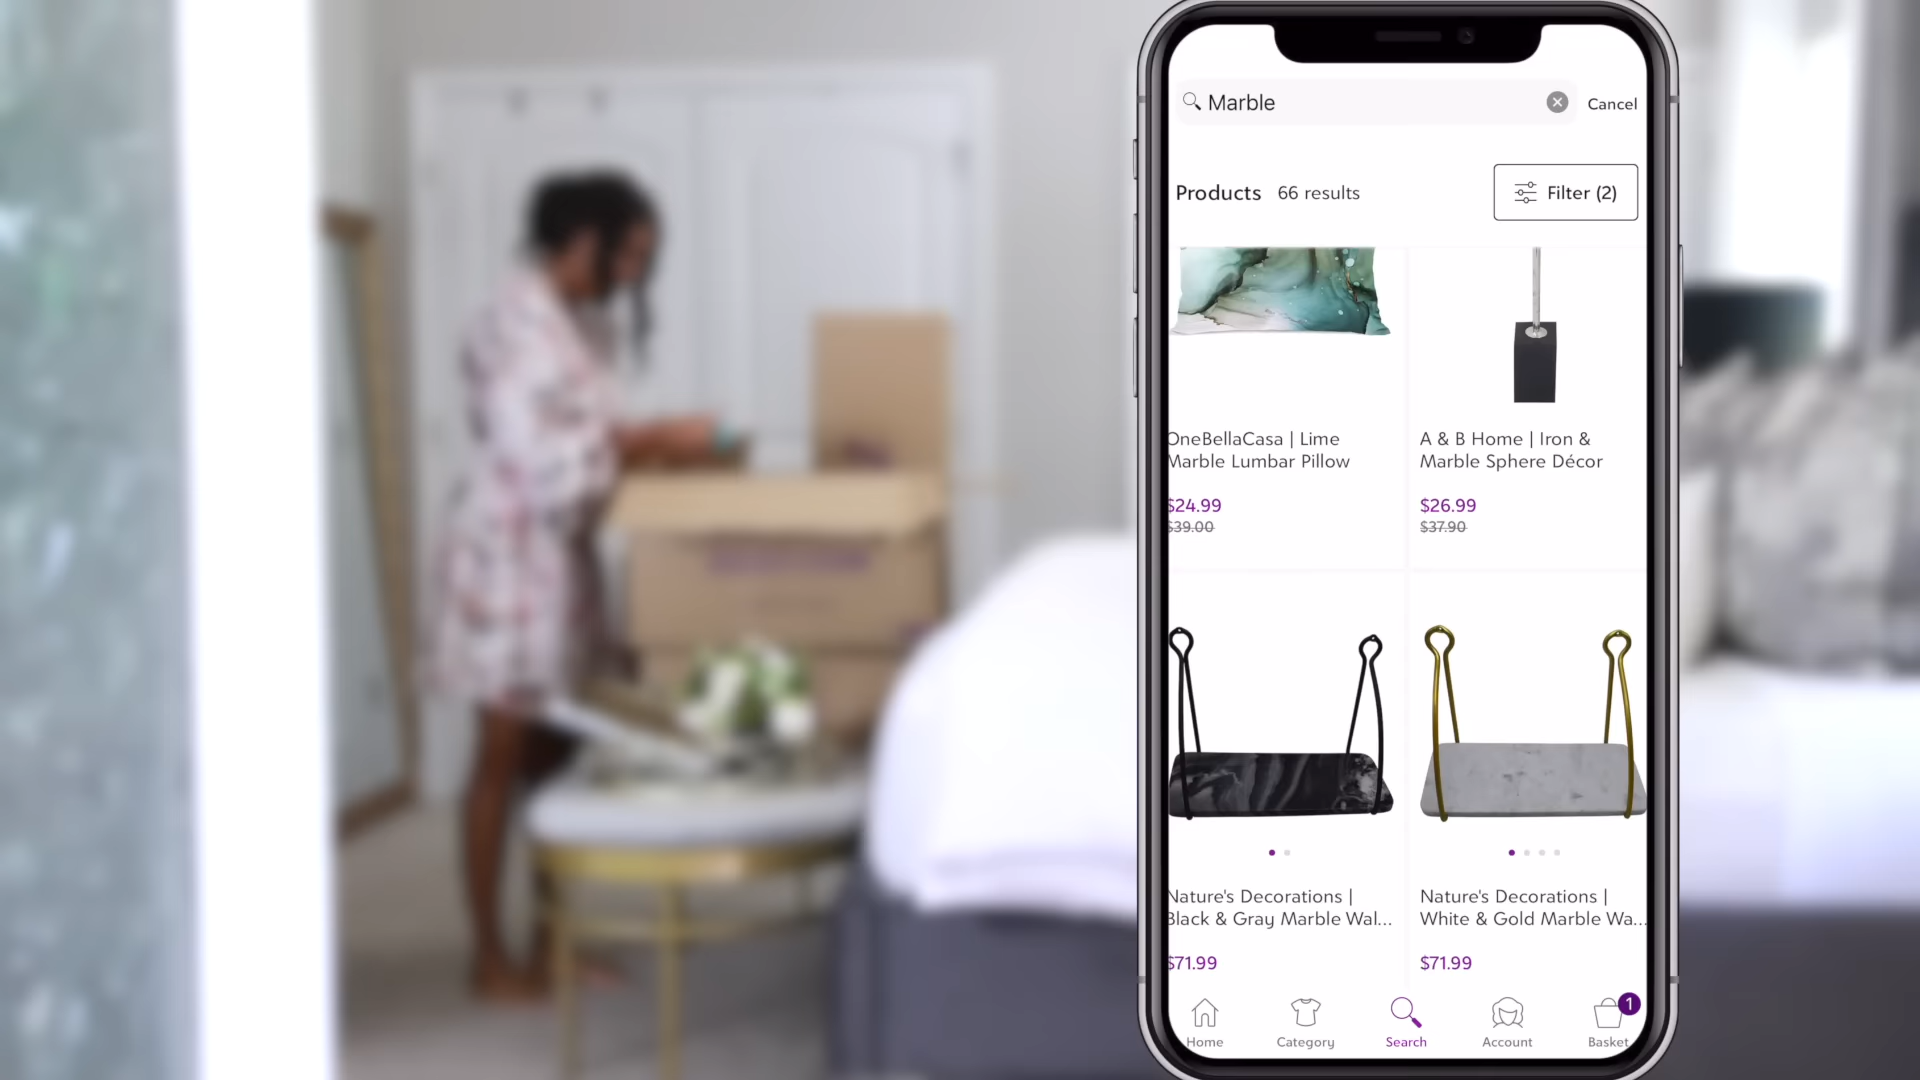 Marble
Cancel
Products 66 results
Filter (2)
OneBellaCasa | Lime
Marble Lumbar Pillow
$24.99
$39.00
A & B Home | Iron &
Marble Sphere Décor
$26.99
$37.90
Nature's Decorations |
Black & Gray Marble Wal...
$71.99
Nature's Decorations |
White & Gold Marble Wa...
$71.99
1
Home
Category
Search
Account
Basket